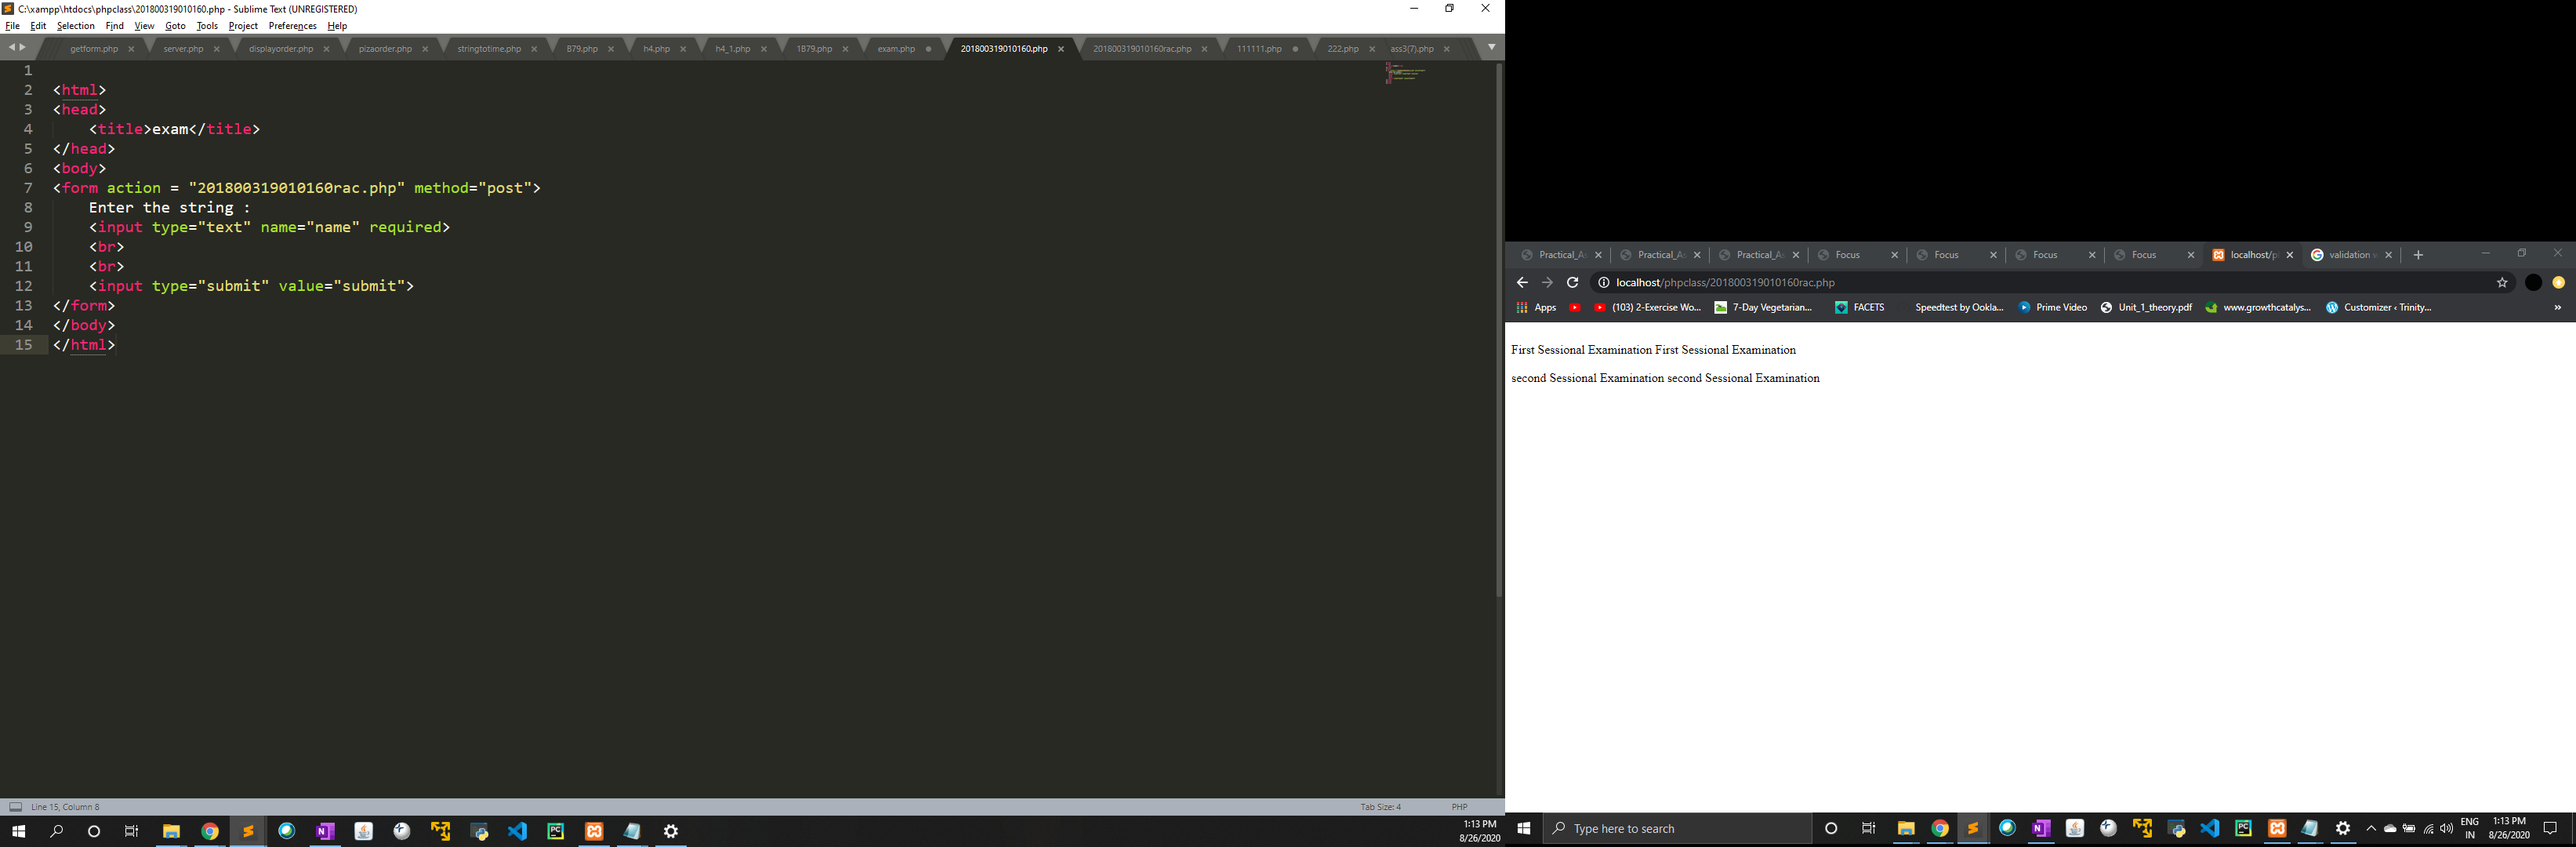 C:\xampp\htdocs\phpclass\201800319010160.php - Sublime Text (UNREGISTERED)
File Edit Selection Find View Goto Tools Project Preferences Help
getform.php server.php displayorder.php pizaorder.php stringtotime.php 879.php h4.php h4_1.php 1879.php exam.php 201800319010160.php 201800319010160rac.php 111111.php 222.php ass3(7).php
1
2 <html>
3 <head>
4 <title>exam</title>
5 </head>
6 <body>
7 <form action = "201800319010160rac.php" method="post">
8 Enter the string :
9 <input type="text" name="name" required>
10 <br>
11 <br>
12 <input type="submit" value="submit">
13 </form>
14 </body>
15 </html>
Line 15, Column 8
Tab Size: 4 PHP
1:13 PM
8/26/2020
Practical_As Practical_As Practical_As Focus Focus Focus Focus localhost/p validation
localhost/phpclass/201800319010160rac.php
Apps (103) 2-Exercise Wo... 7-Day Vegetarian... FACETS Speedtest by Ookla... Prime Video Unit_1_theory.pdf www.growthcatalys... Customizer ‹ Trinity... »
First Sessional Examination First Sessional Examination
second Sessional Examination second Sessional Examination
Type here to search
ENG
IN
1:13 PM
8/26/2020